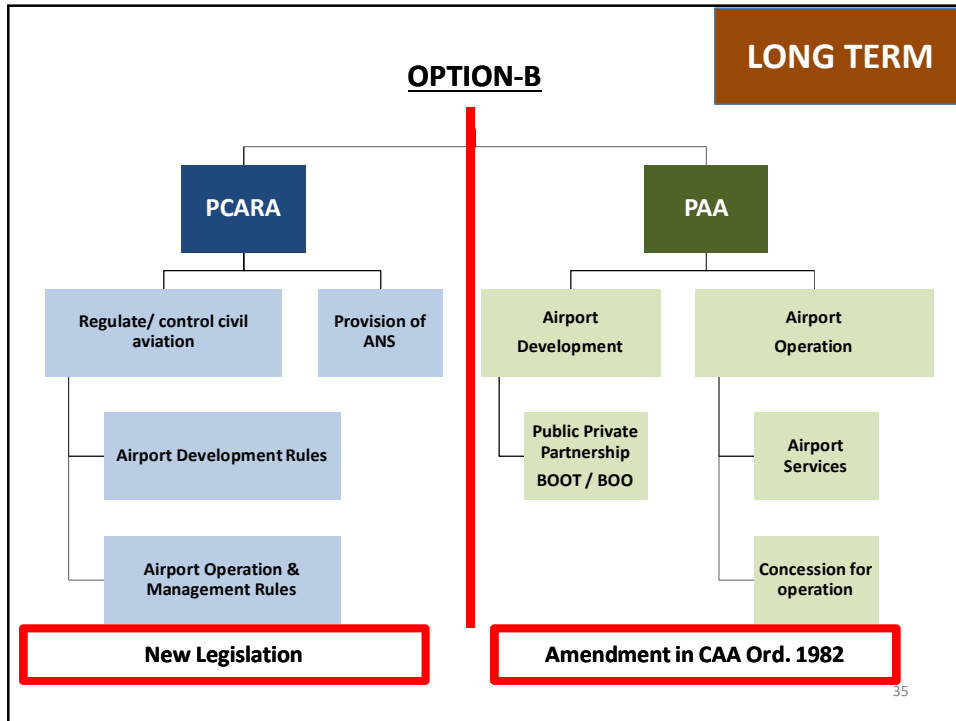 LONG TERM
OPTION-B
PCARA
PAA
Regulate/ control civil
aviation
Provision of
ANS
Airport
Development
Airport
Operation
Airport Development Rules
Public Private
Partnership
BOOT / BOO
Airport
Services
Airport Operation &
Management Rules
Concession for
operation
New Legislation
Amendment in CAA Ord. 1982
35